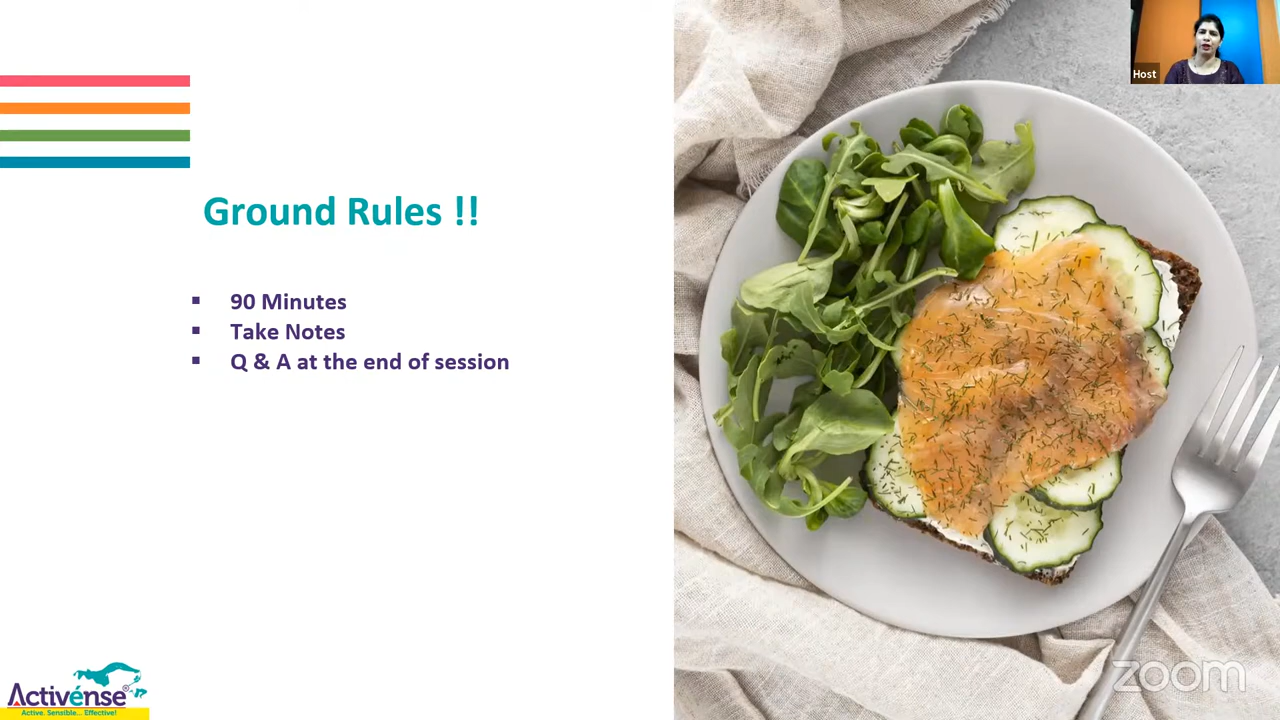 Host
Ground Rules !!
▪ 90 Minutes
▪ Take Notes
▪ Q & A at the end of session
Activénse®
Active. Sensible... Effective!
zoom